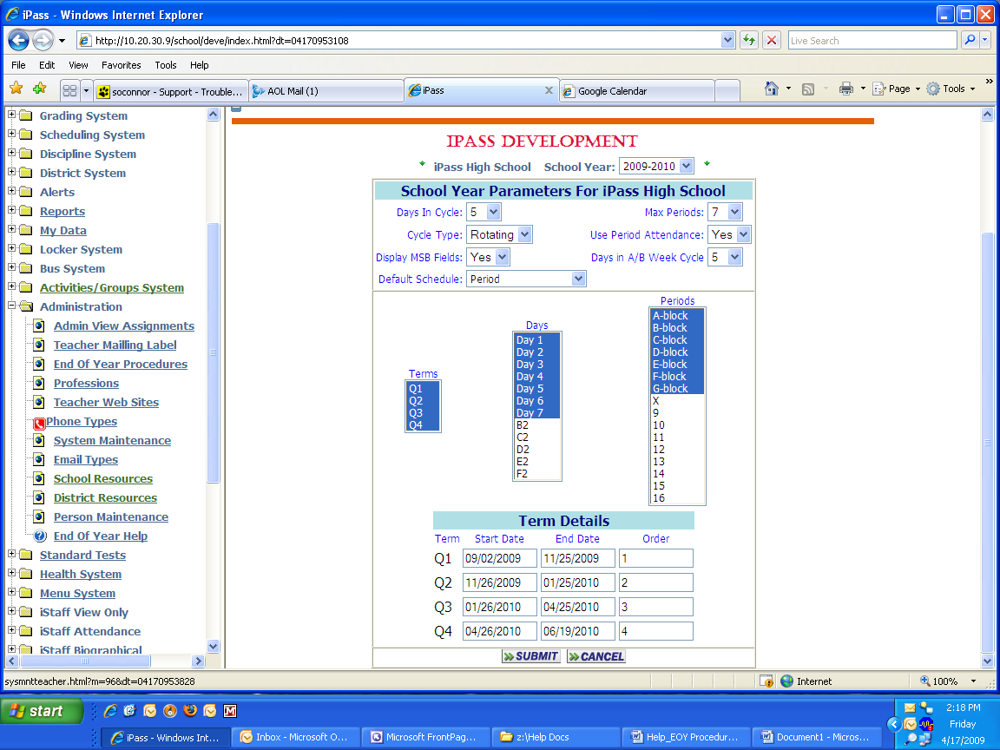 iPass - Windows Internet Explorer
http://10.20.30.9/school/deve/index.html?dt=04170953108
Live Search
File Edit View Favorites Tools Help
soconnor - Support - Trouble...
AOL Mail (1)
iPass
Google Calendar
Page
Tools
Grading System
Scheduling System
Discipline System
District System
Alerts
Reports
My Data
Locker System
Bus System
Activities/Groups System
Administration
Admin View Assignments
Teacher Mailling Label
End Of Year Procedures
Professions
Teacher Web Sites
Phone Types
System Maintenance
Email Types
School Resources
District Resources
Person Maintenance
End Of Year Help
Standard Tests
Health System
Menu System
iStaff View Only
iStaff Attendance
iStaff Biographical
IPASS DEVELOPMENT
* iPass High School School Year: 2009-2010 *
School Year Parameters For iPass High School
Days In Cycle: 5 Max Periods: 7
Cycle Type: Rotating Use Period Attendance: Yes
Display MSB Fields: Yes Days in A/B Week Cycle 5
Default Schedule: Period
Terms
Q1
Q2
Q3
Q4
Days
Day 1
Day 2
Day 3
Day 4
Day 5
Day 6
Day 7
B2
C2
D2
E2
F2
Periods
A-block
B-block
C-block
D-block
E-block
F-block
G-block
X
9
10
11
12
13
14
15
16
Term Details
Term Start Date End Date Order
Q1 09/02/2009 11/25/2009 1
Q2 11/26/2009 01/25/2010 2
Q3 01/26/2010 04/25/2010 3
Q4 04/26/2010 06/19/2010 4
SUBMIT CANCEL
sysmntteacher.html?m=96&dt=04170953828
Internet
100%
start
iPass - Windows Int...
Inbox - Microsoft O...
Microsoft FrontPag...
z:\Help Docs
Help_EOY Procedur...
Document1 - Micros...
2:18 PM
Friday
4/17/2009